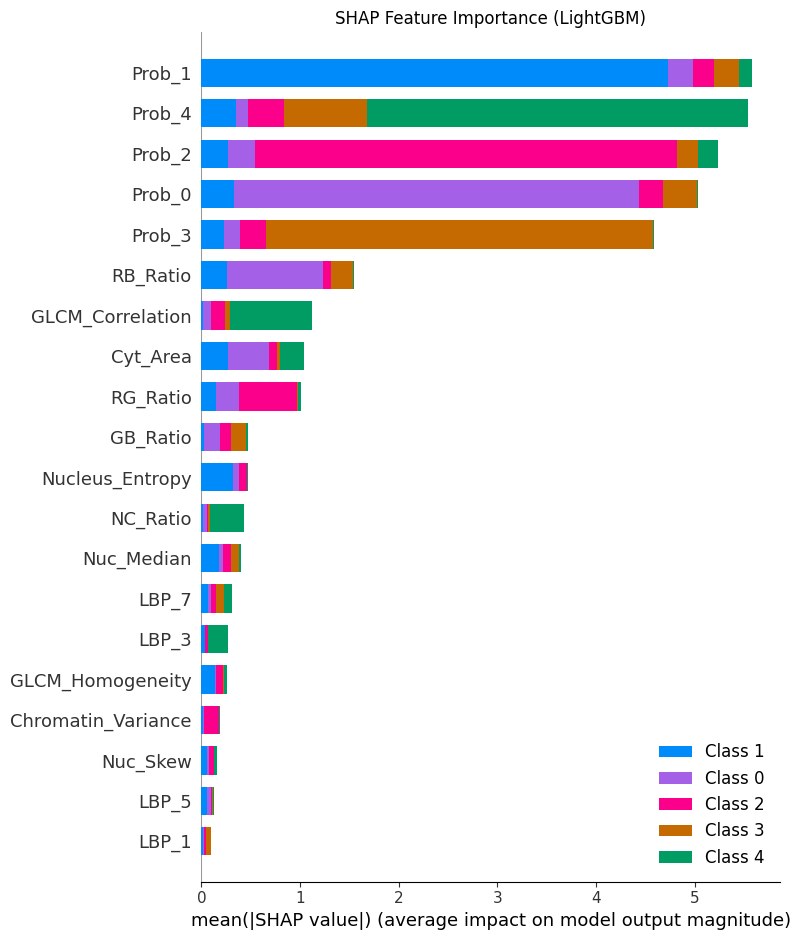 SHAP Feature Importance (LightGBM)
Prob_1
Prob_4
Prob_2
Prob_0
Prob_3
RB_Ratio
GLCM_Correlation
Cyt_Area
RG_Ratio
GB_Ratio
Nucleus_Entropy
NC_Ratio
Nuc_Median
LBP_7
LBP_3
GLCM_Homogeneity
Chromatin_Variance
Nuc_Skew
LBP_5
LBP_1
Class 1
Class 0
Class 2
Class 3
Class 4
0 1 2 3 4 5
mean(|SHAP value|) (average impact on model output magnitude)